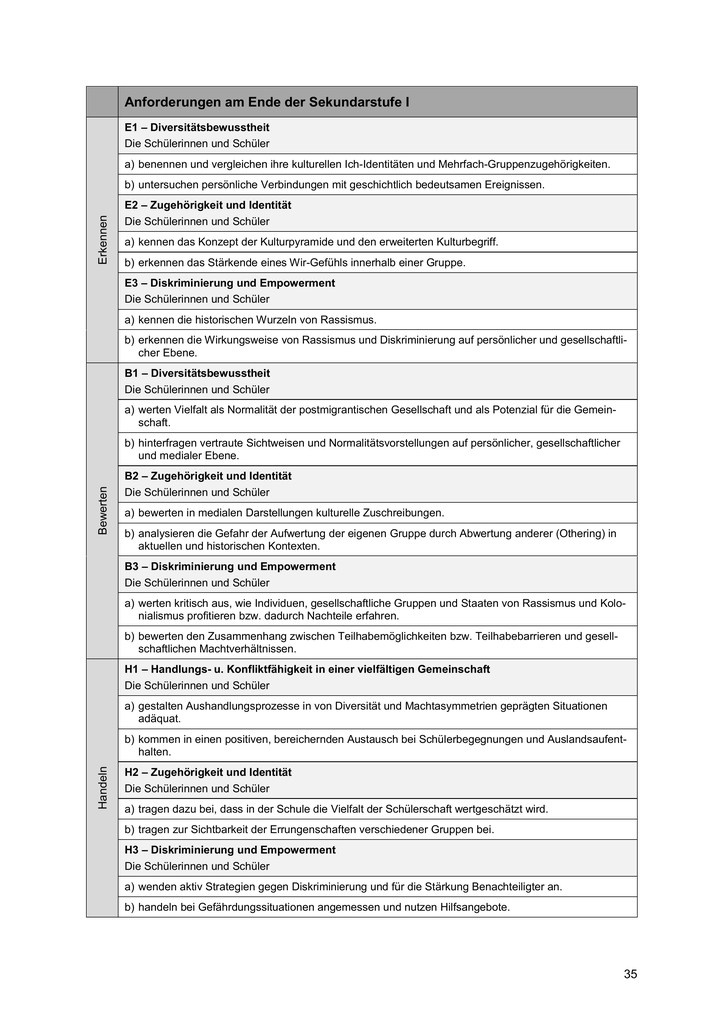 Anforderungen am Ende der Sekundarstufe I
Erkennen
E1 – Diversitätsbewusstheit
Die Schülerinnen und Schüler
a) benennen und vergleichen ihre kulturellen Ich-Identitäten und Mehrfach-Gruppenzugehörigkeiten.
b) untersuchen persönliche Verbindungen mit geschichtlich bedeutsamen Ereignissen.
E2 – Zugehörigkeit und Identität
Die Schülerinnen und Schüler
a) kennen das Konzept der Kulturpyramide und den erweiterten Kulturbegriff.
b) erkennen das Stärkende eines Wir-Gefühls innerhalb einer Gruppe.
E3 – Diskriminierung und Empowerment
Die Schülerinnen und Schüler
a) kennen die historischen Wurzeln von Rassismus.
b) erkennen die Wirkungsweise von Rassismus und Diskriminierung auf persönlicher und gesellschaftli-
cher Ebene.
Bewerten
B1 – Diversitätsbewusstheit
Die Schülerinnen und Schüler
a) werten Vielfalt als Normalität der postmigrantischen Gesellschaft und als Potenzial für die Gemein-
schaft.
b) hinterfragen vertraute Sichtweisen und Normalitätsvorstellungen auf persönlicher, gesellschaftlicher
und medialer Ebene.
B2 – Zugehörigkeit und Identität
Die Schülerinnen und Schüler
a) bewerten in medialen Darstellungen kulturelle Zuschreibungen.
b) analysieren die Gefahr der Aufwertung der eigenen Gruppe durch Abwertung anderer (Othering) in
aktuellen und historischen Kontexten.
B3 – Diskriminierung und Empowerment
Die Schülerinnen und Schüler
a) werten kritisch aus, wie Individuen, gesellschaftliche Gruppen und Staaten von Rassismus und Kolo-
nialismus profitieren bzw. dadurch Nachteile erfahren.
b) bewerten den Zusammenhang zwischen Teilhabemöglichkeiten bzw. Teilhabebarrieren und gesell-
schaftlichen Machtverhältnissen.
Handeln
H1 – Handlungs- u. Konfliktfähigkeit in einer vielfältigen Gemeinschaft
Die Schülerinnen und Schüler
a) gestalten Aushandlungsprozesse in von Diversität und Machtasymmetrien geprägten Situationen
adäquat.
b) kommen in einen positiven, bereichernden Austausch bei Schülerbegegnungen und Auslandsaufent-
halten.
H2 – Zugehörigkeit und Identität
Die Schülerinnen und Schüler
a) tragen dazu bei, dass in der Schule die Vielfalt der Schülerschaft wertgeschätzt wird.
b) tragen zur Sichtbarkeit der Errungenschaften verschiedener Gruppen bei.
H3 – Diskriminierung und Empowerment
Die Schülerinnen und Schüler
a) wenden aktiv Strategien gegen Diskriminierung und für die Stärkung Benachteiligter an.
b) handeln bei Gefährdungssituationen angemessen und nutzen Hilfsangebote.
35